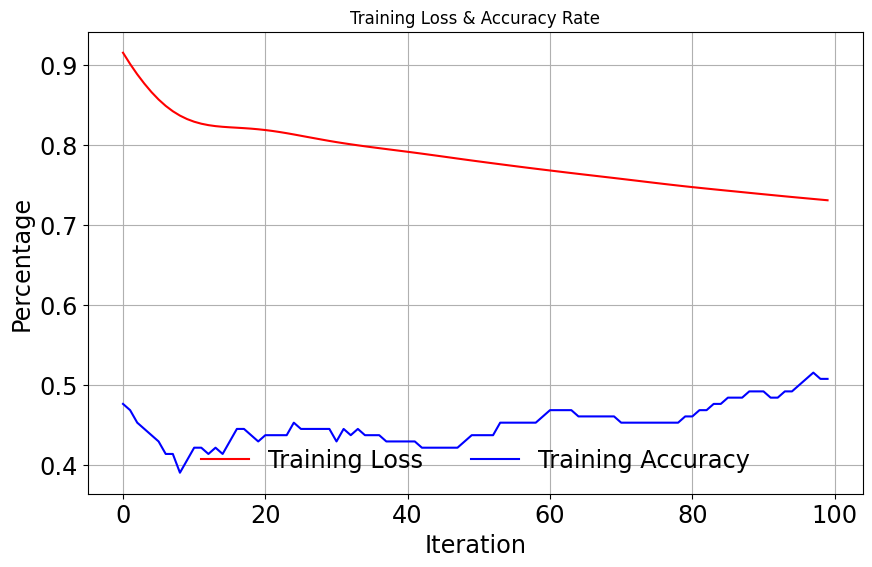 Training Loss & Accuracy Rate
Percentage
0.9
0.8
0.7
0.6
0.5
0.4
Training Loss Training Accuracy
0 20 40 60 80 100
Iteration